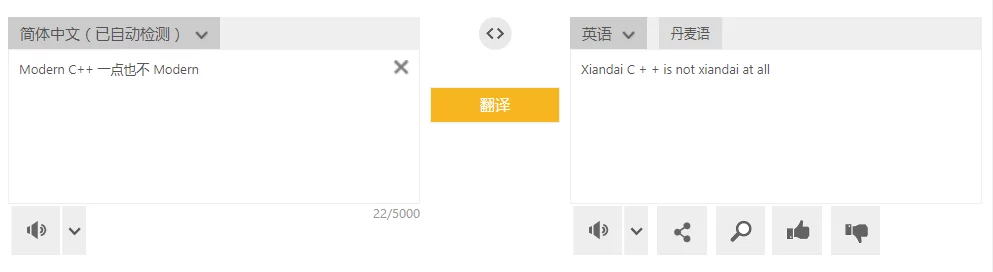 简体中文（已自动检测）
英语
丹麦语
Modern C++ 一点也不 Modern
翻译
Xiandai C + + is not xiandai at all
22/5000